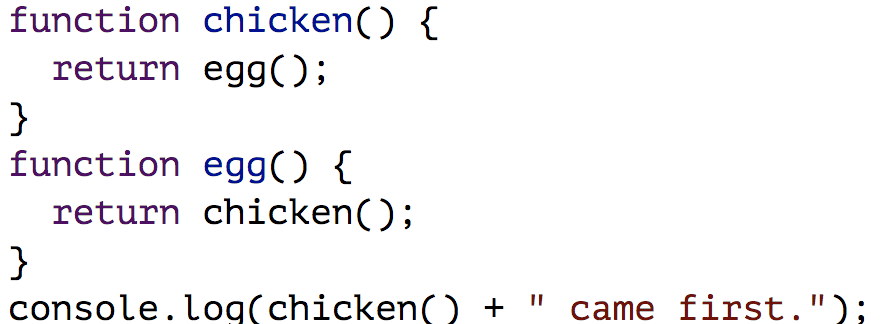 function chicken() {
  return egg();
}
function egg() {
  return chicken();
}
console.log(chicken() + " came first.");